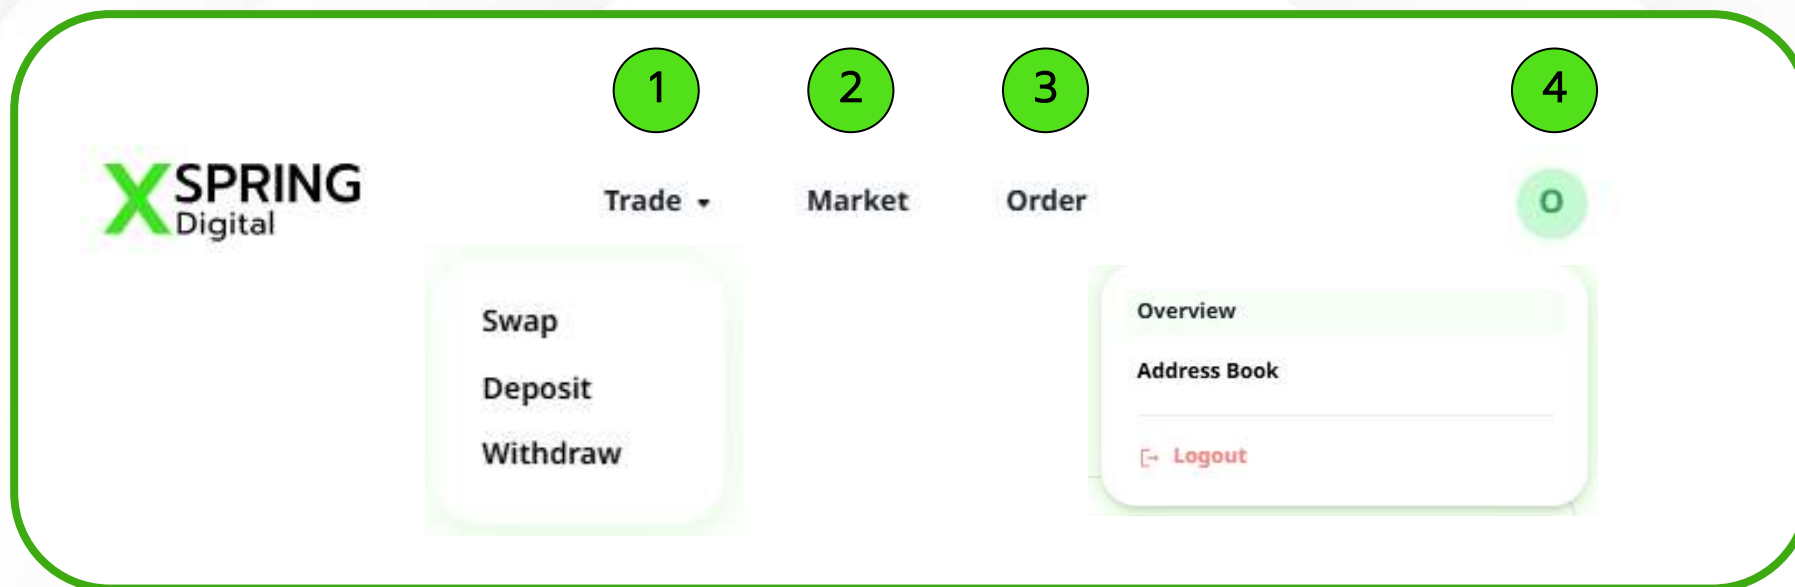 1
2
3
4
XSPRING
Digital
Trade
Market
Order
O
Swap
Deposit
Withdraw
Overview
Address Book
Logout